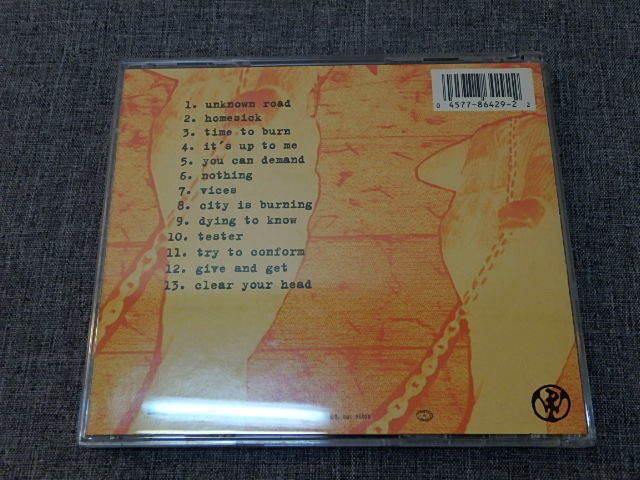 0 4577-86429-2 2
1. unknown road
2. homesick
3. time to burn
4. it's up to me
5. you can demand
6. nothing
7. vices
8. city is burning
9. dying to know
10. tester
11. try to conform
12. give and get
13. clear your head